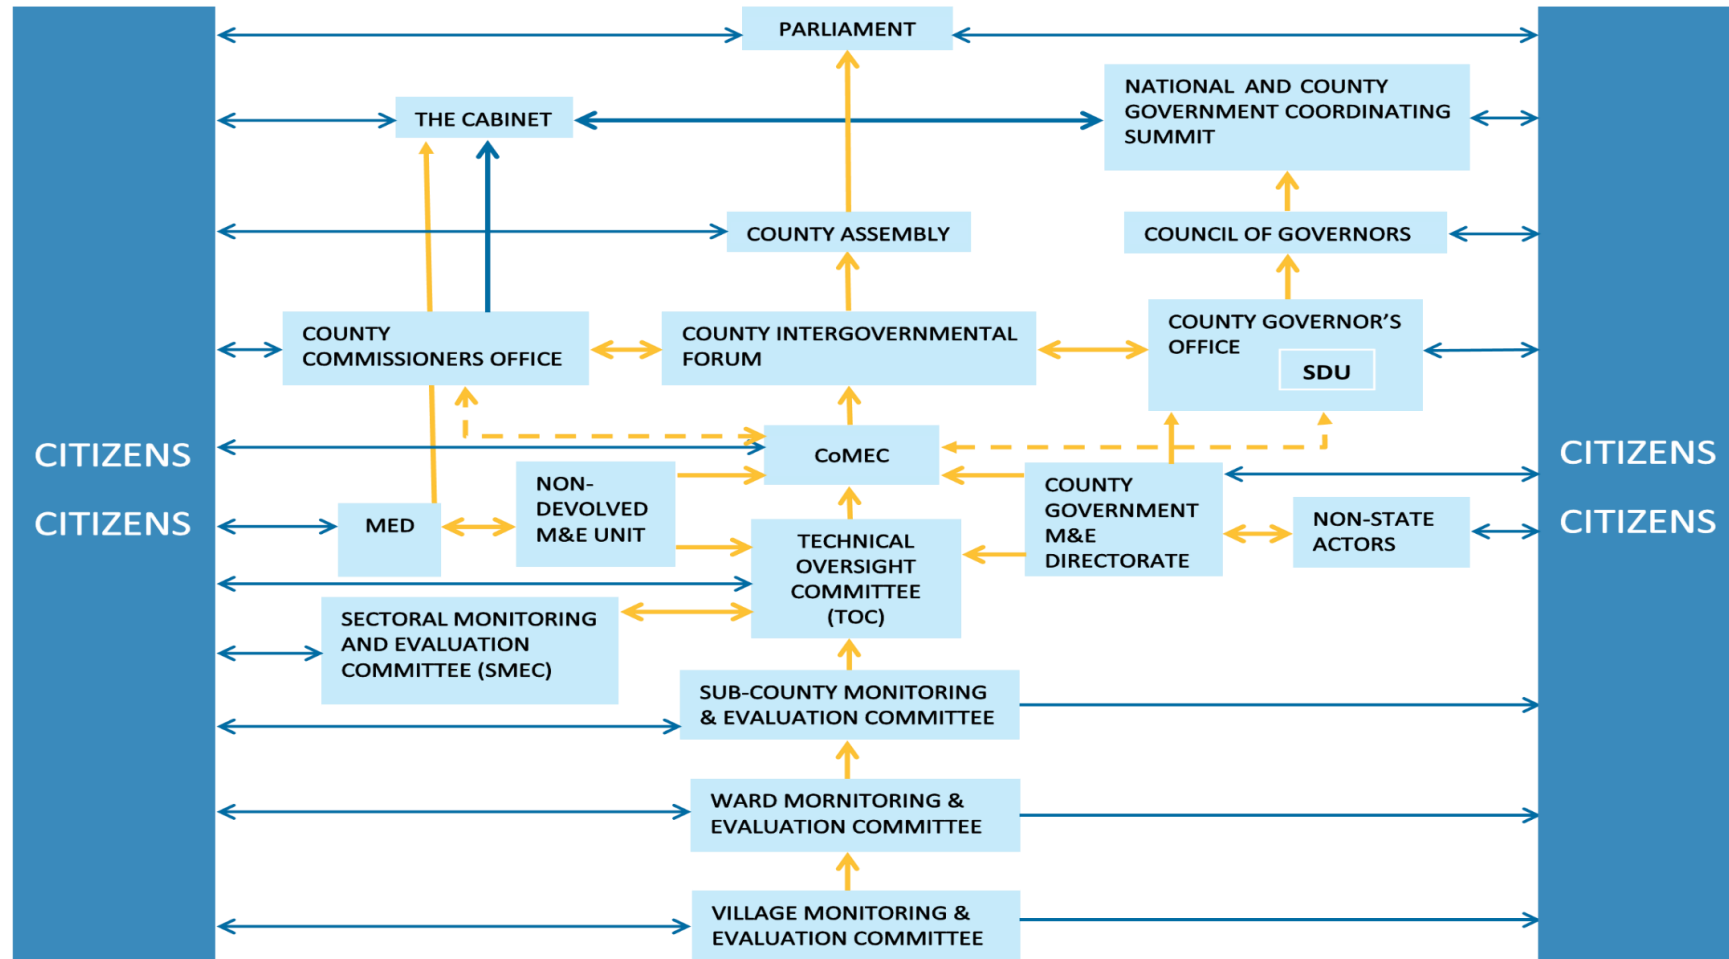 PARLIAMENT
NATIONAL AND COUNTY
GOVERNMENT COORDINATING
SUMMIT
THE CABINET
COUNTY ASSEMBLY
COUNCIL OF GOVERNORS
COUNTY
COMMISSIONERS OFFICE
COUNTY INTERGOVERNMENTAL
FORUM
COUNTY GOVERNOR’S
OFFICE
SDU
CITIZENS
CITIZENS
CoMEC
CITIZENS
CITIZENS
MED
NON-
DEVOLVED
M&E UNIT
TECHNICAL
OVERSIGHT
COMMITTEE
(TOC)
COUNTY
GOVERNMENT
M&E
DIRECTORATE
NON-STATE
ACTORS
SECTORAL MONITORING
AND EVALUATION
COMMITTEE (SMEC)
SUB-COUNTY MONITORING
& EVALUATION COMMITTEE
WARD MORNITORING &
EVALUATION COMMITTEE
VILLAGE MONITORING &
EVALUATION COMMITTEE